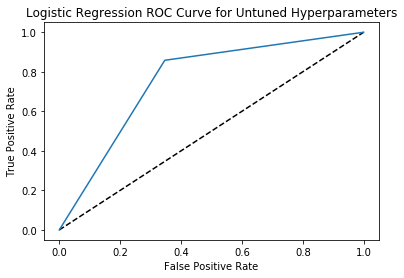 Logistic Regression ROC Curve for Untuned Hyperparameters
1.0
0.8
0.6
0.4
0.2
0.0
True Positive Rate
0.0 0.2 0.4 0.6 0.8 1.0
False Positive Rate